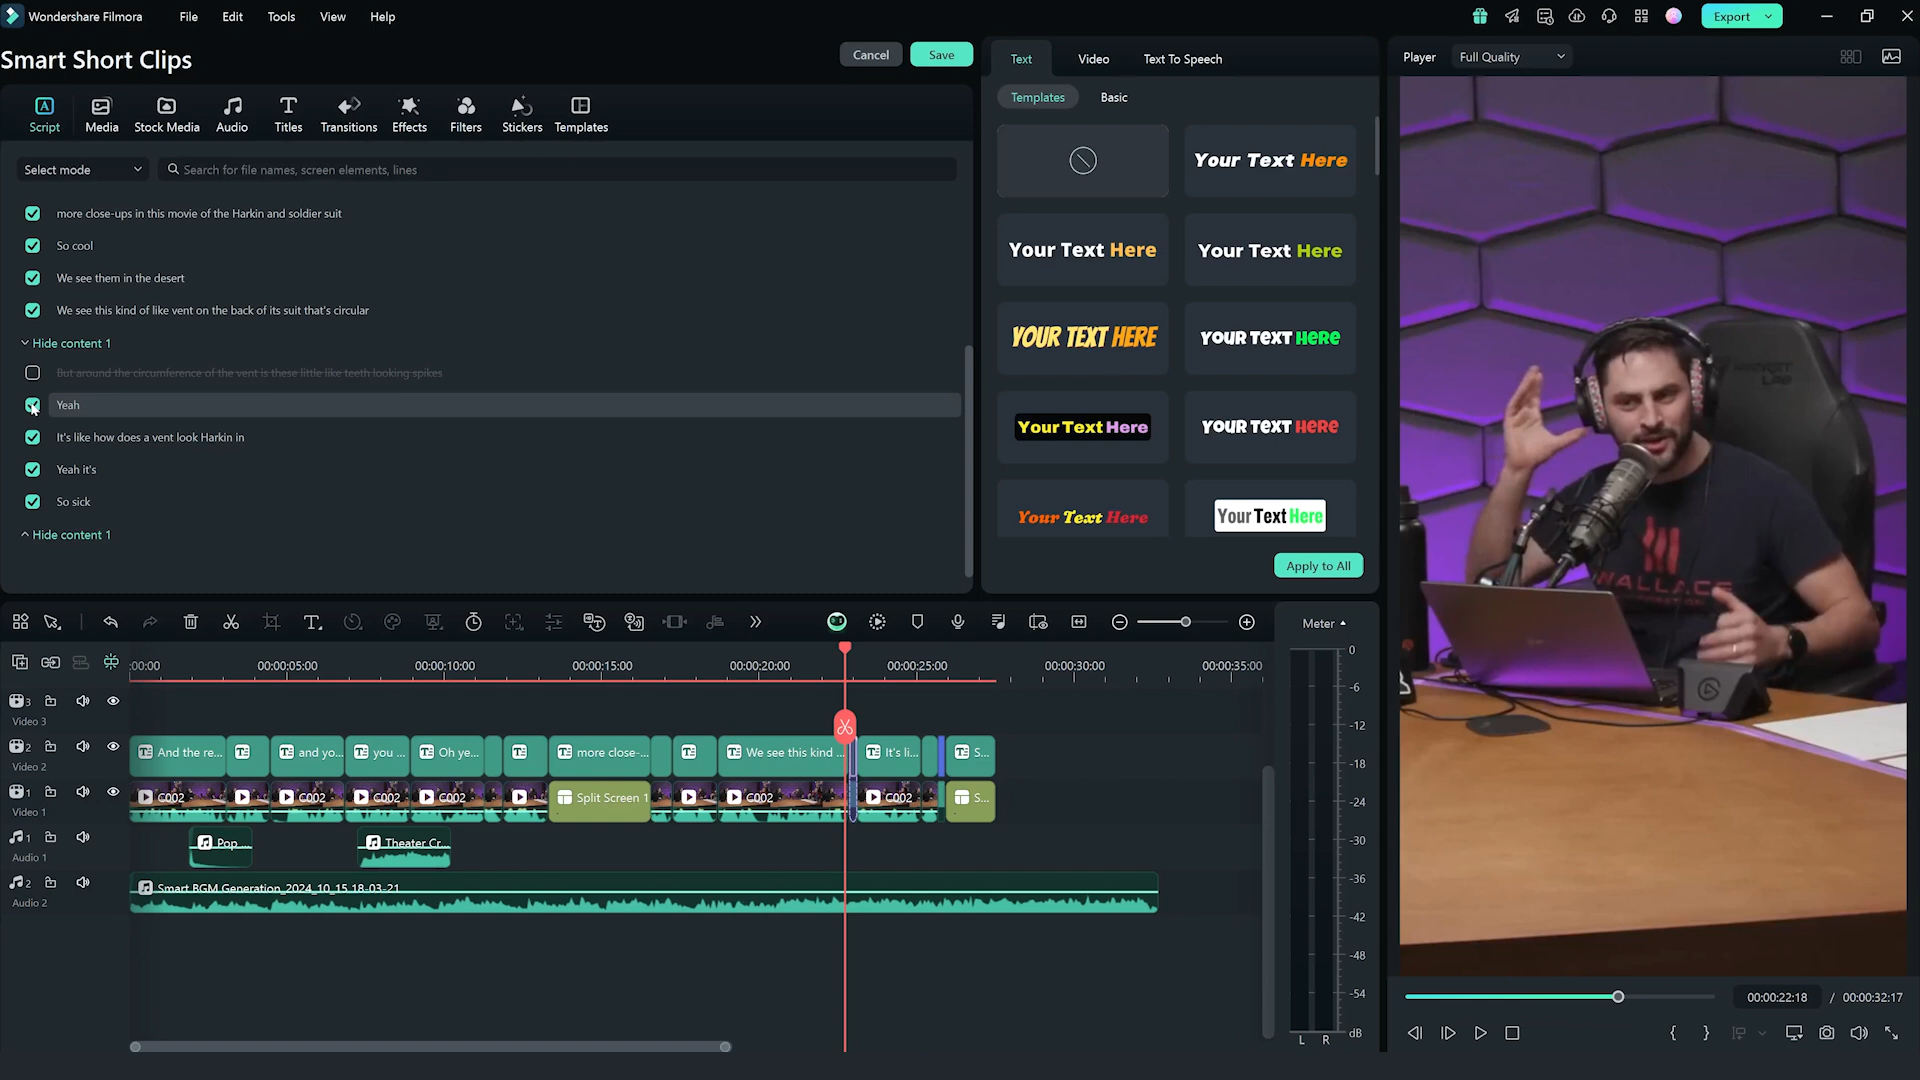 Wondershare Filmora
File Edit Tools View Help
Export
Smart Short Clips
Cancel
Save
Script
Media
Stock Media
Audio
Titles
Transitions
Effects
Filters
Stickers
Templates
Select mode
Search for file names, screen elements, lines
more close-ups in this movie of the Harkin and soldier suit
So cool
We see them in the desert
We see this kind of like vent on the back of its suit that's circular
Hide content 1
But around the circumference of the vent is these little like teeth looking spikes
Yeah
It's like how does a vent look Harkin in
Yeah it's
So sick
Hide content 1
Text
Video
Text To Speech
Templates
Basic
Your Text Here
Your Text Here
Your Text Here
YOUR TEXT HERE
YOUR TEXT HERE
Your Text Here
YOUR TEXT HERE
Your Text Here
Your Text Here
Apply to All
Player
Full Quality
WALLACE
00:00:22:18 / 00:00:32:17
Meter
0
-6
-12
-18
-24
-30
-36
-42
-48
-54
dB
L R
:00:00
00:00:05:00
00:00:10:00
00:00:15:00
00:00:20:00
00:00:25:00
00:00:30:00
00:00:35:00
3
Video 3
2
Video 2
And the re...
and yo...
you ...
Oh ye...
more close-...
We see this kind ...
It's li...
S...
1
Video 1
C002
C002
C002
C002
Split Screen 1
C002
C002
S...
1
Audio 1
Pop ...
Theater Cr...
2
Audio 2
Smart BGM Generation_2024_10_15 18-03-21